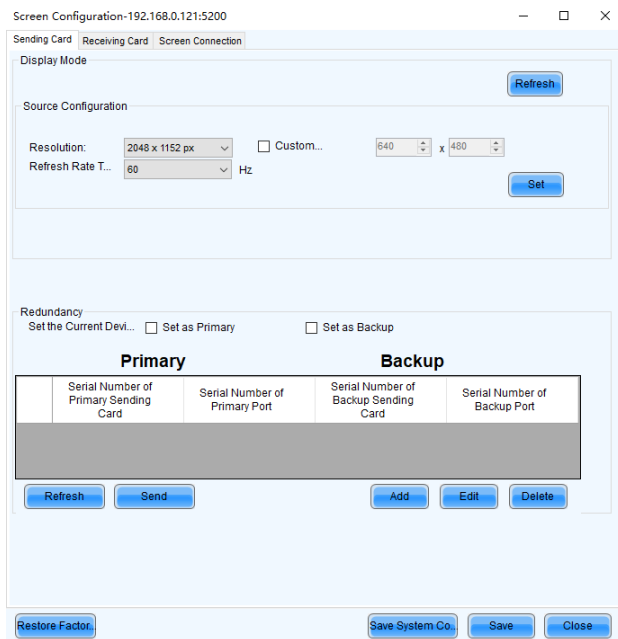 Screen Configuration-192.168.0.121:5200
Sending Card Receiving Card Screen Connection
Display Mode
Refresh
Source Configuration
Resolution: 2048 x 1152 px Custom... 640 x 480
Refresh Rate T... 60 Hz
Set
Redundancy
Set the Current Devi... Set as Primary Set as Backup
Primary Backup
Serial Number of Primary Sending Card
Serial Number of Primary Port
Serial Number of Backup Sending Card
Serial Number of Backup Port
Refresh Send Add Edit Delete
Restore Factor.. Save System Co.. Save Close